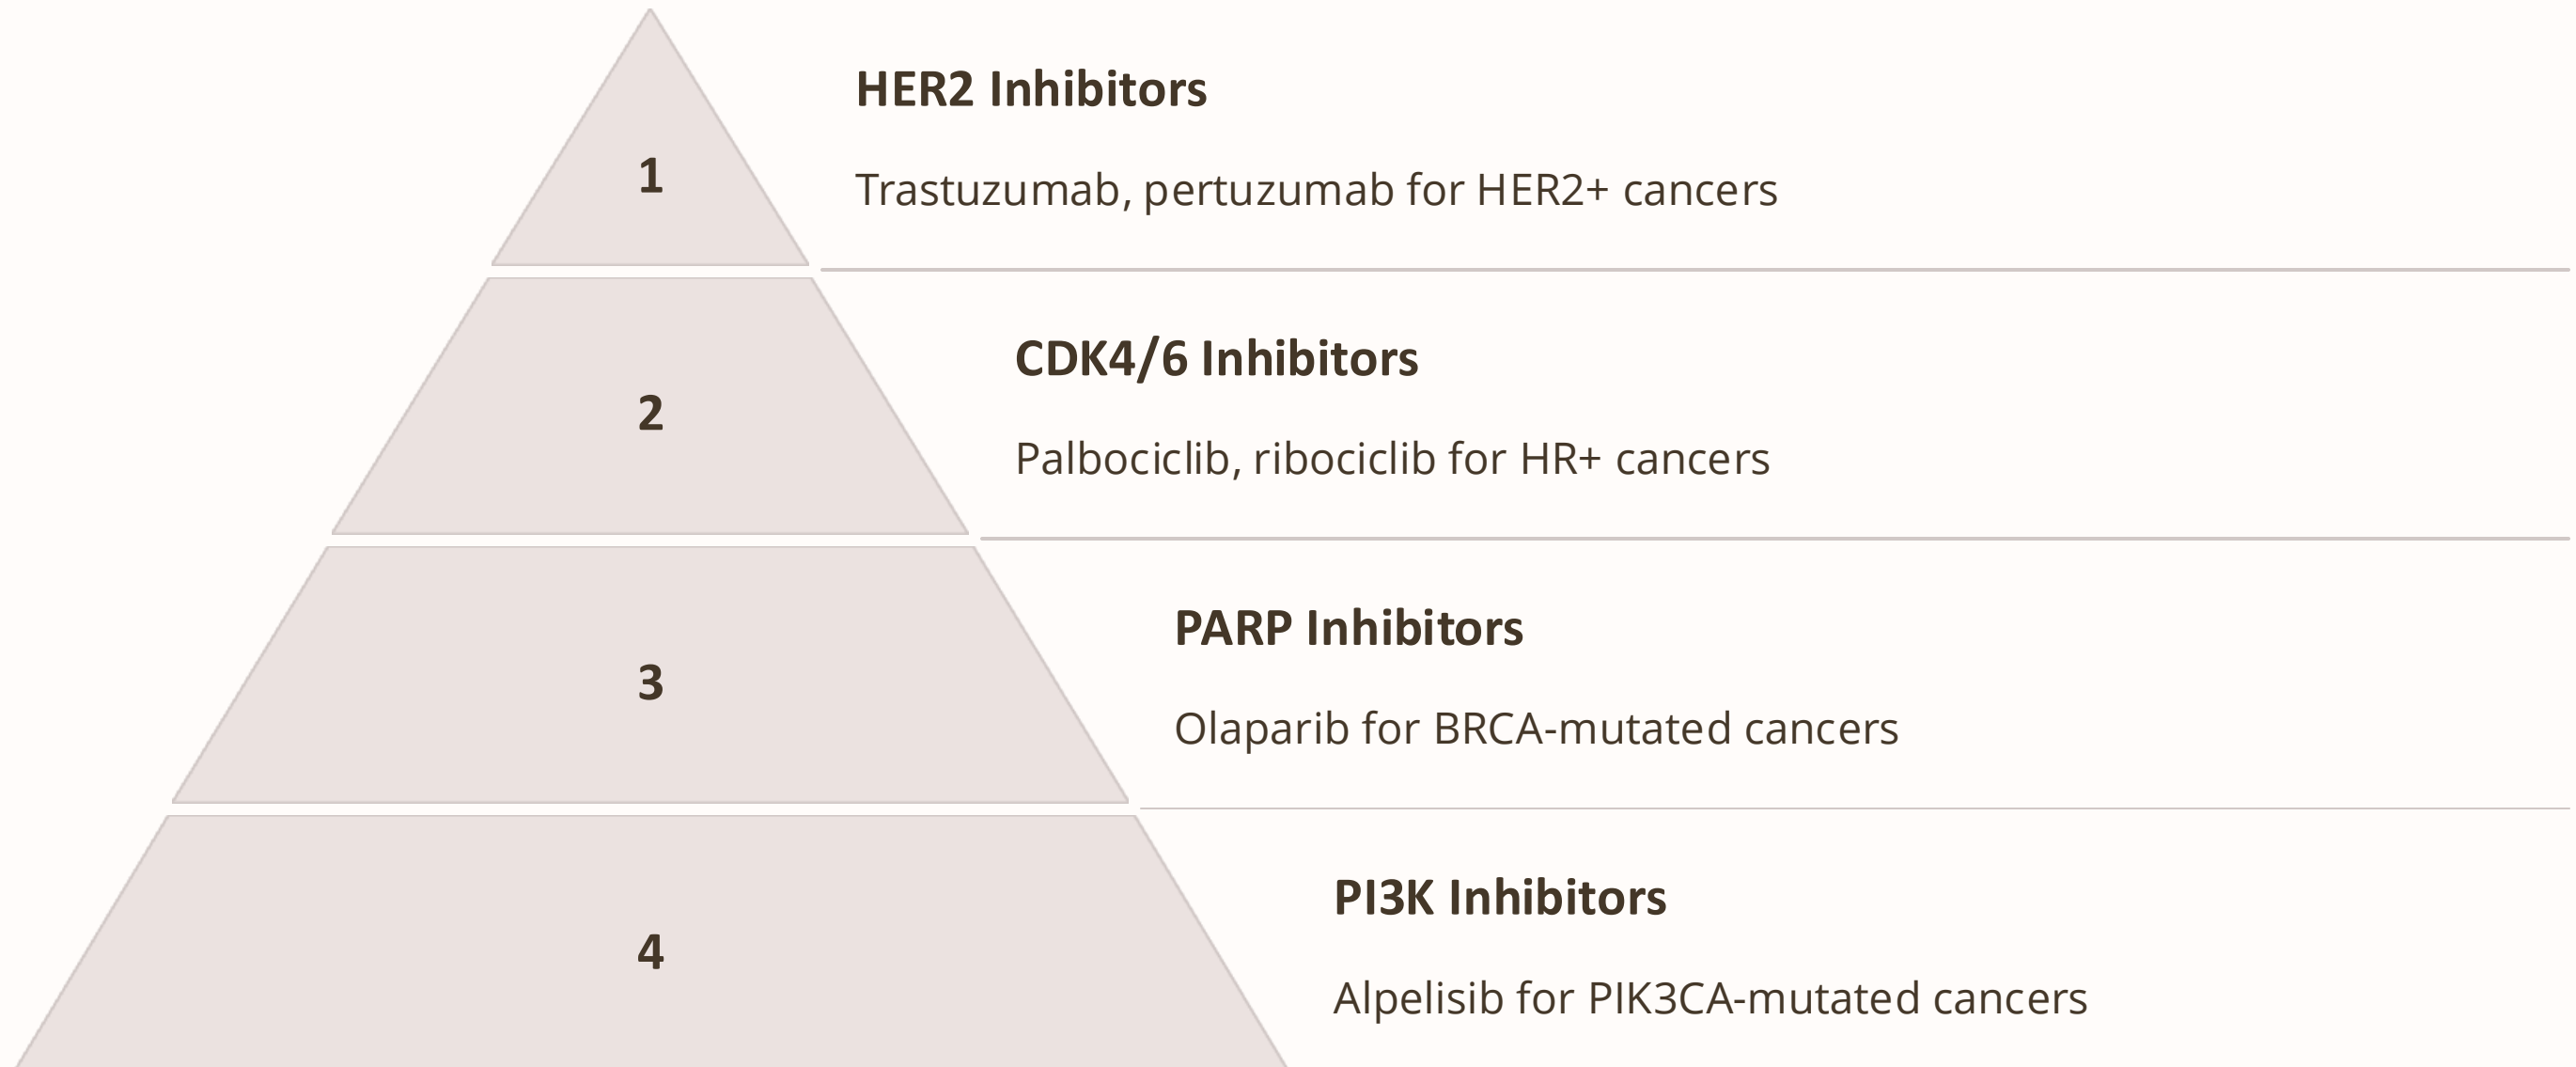 HER2 Inhibitors
1
Trastuzumab, pertuzumab for HER2+ cancers
CDK4/6 Inhibitors
2
Palbociclib, ribociclib for HR+ cancers
PARP Inhibitors
3
Olaparib for BRCA-mutated cancers
PI3K Inhibitors
4
Alpelisib for PIK3CA-mutated cancers